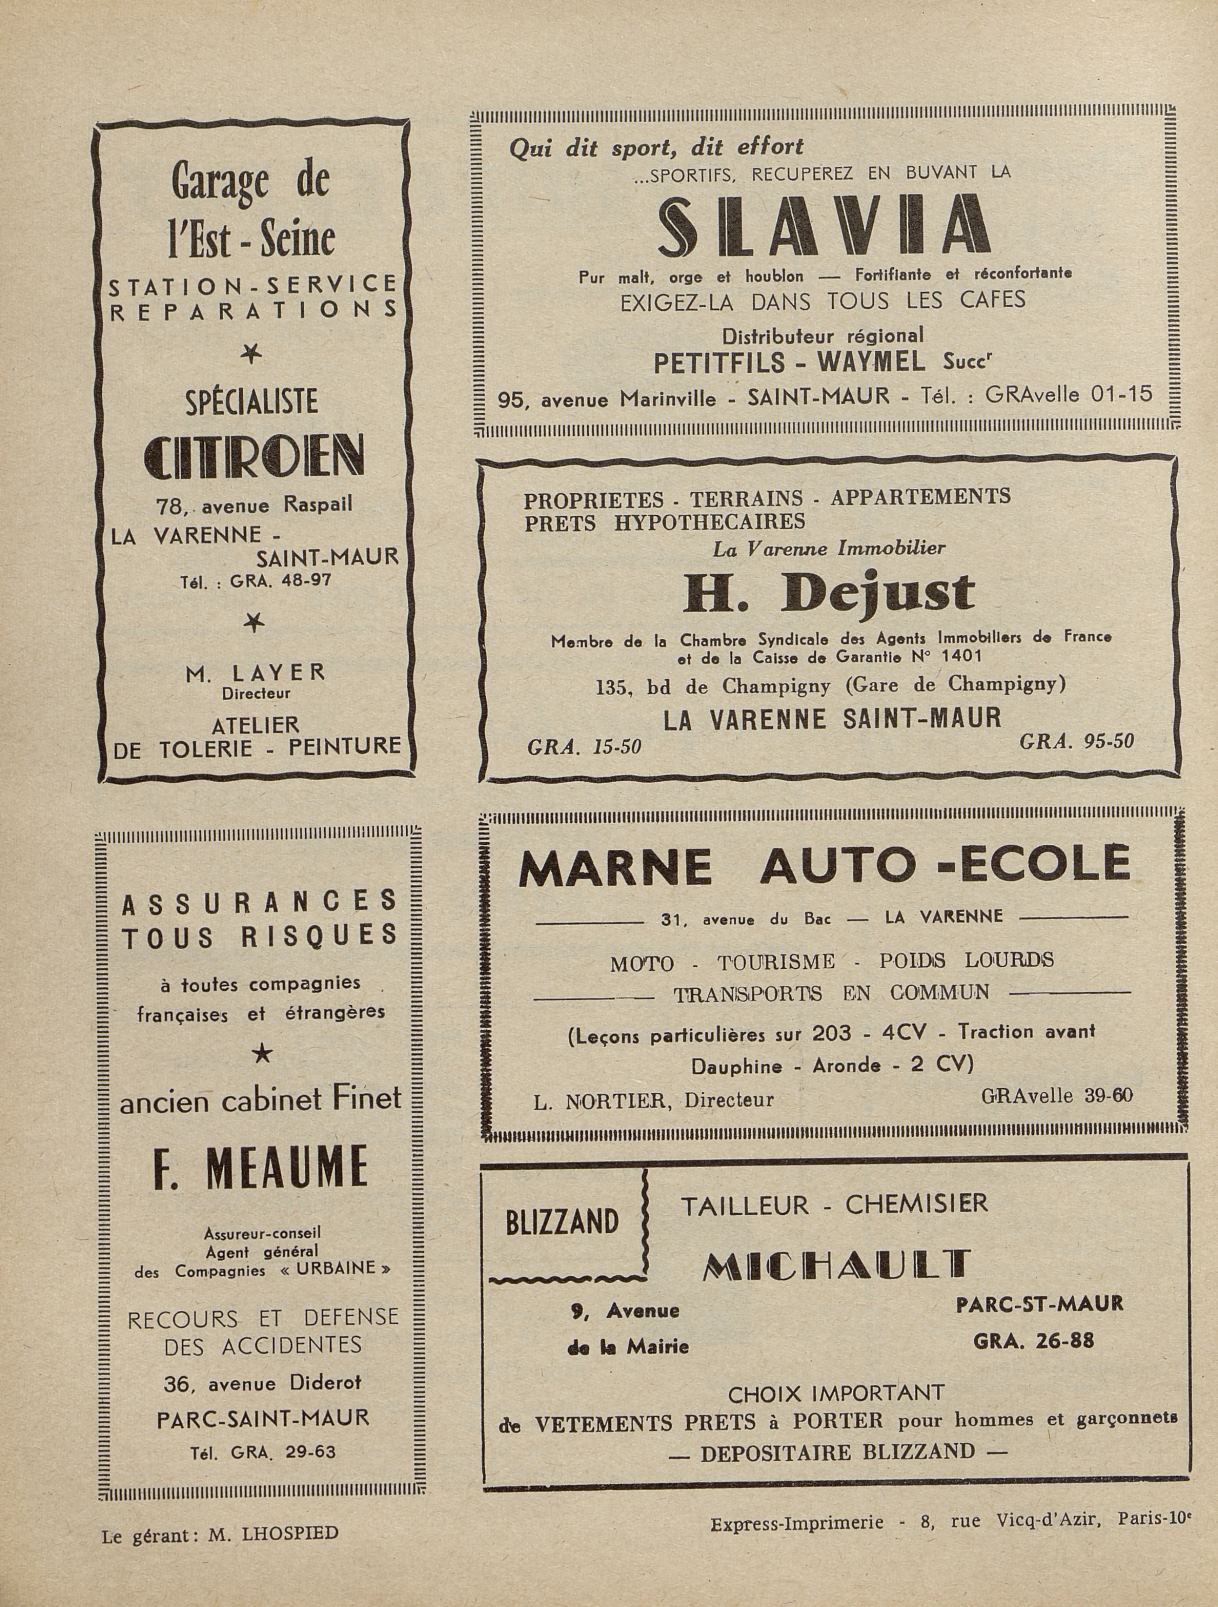 Garage de
l'Est - Seine
STATION-SERVICE
REPARATIONS
SPÉCIALISTE
CITROEN
78, avenue Raspail
LA VARENNE -
SAINT-MAUR
Tél. : GRA. 48-97
M. LAYER
Directeur
ATELIER
DE TOLERIE - PEINTURE
Qui dit sport, dit effort
...SPORTIFS, RECUPEREZ EN BUVANT LA
SLAVIA
Pur malt, orge et houblon — Fortifiante et réconfortante
EXIGEZ-LA DANS TOUS LES CAFES
Distributeur régional
PETITFILS - WAYMEL Succr
95, avenue Marinville - SAINT-MAUR - Tél. : GRAvelle 01-15
PROPRIETES - TERRAINS - APPARTEMENTS
PRETS HYPOTHECAIRES
La Varenne Immobilier
H. Dejust
Membre de la Chambre Syndicale des Agents Immobiliers de France
et de la Caisse de Garantie N° 1401
135, bd de Champigny (Gare de Champigny)
LA VARENNE SAINT-MAUR
GRA. 15-50 GRA. 95-50
ASSURANCES
TOUS RISQUES
à toutes compagnies
françaises et étrangères
ancien cabinet Finet
F. MEAUME
Assureur-conseil
Agent général
des Compagnies « URBAINE »
RECOURS ET DEFENSE
DES ACCIDENTES
36, avenue Diderot
PARC-SAINT-MAUR
Tél. GRA. 29-63
MARNE AUTO-ECOLE
31, avenue du Bac — LA VARENNE
MOTO - TOURISME - POIDS LOURDS
TRANSPORTS EN COMMUN
(Leçons particulières sur 203 - 4CV - Traction avant
Dauphine - Aronde - 2 CV)
L. NORTIER, Directeur GRAvelle 39-60
BLIZZAND
TAILLEUR - CHEMISIER
MICHAULT
9, Avenue
de la Mairie
PARC-ST-MAUR
GRA. 26-88
CHOIX IMPORTANT
de VETEMENTS PRETS à PORTER pour hommes et garçonnets
— DEPOSITAIRE BLIZZAND —
Le gérant : M. LHOSPIED
Express-Imprimerie - 8, rue Vicq-d'Azir, Paris-10e